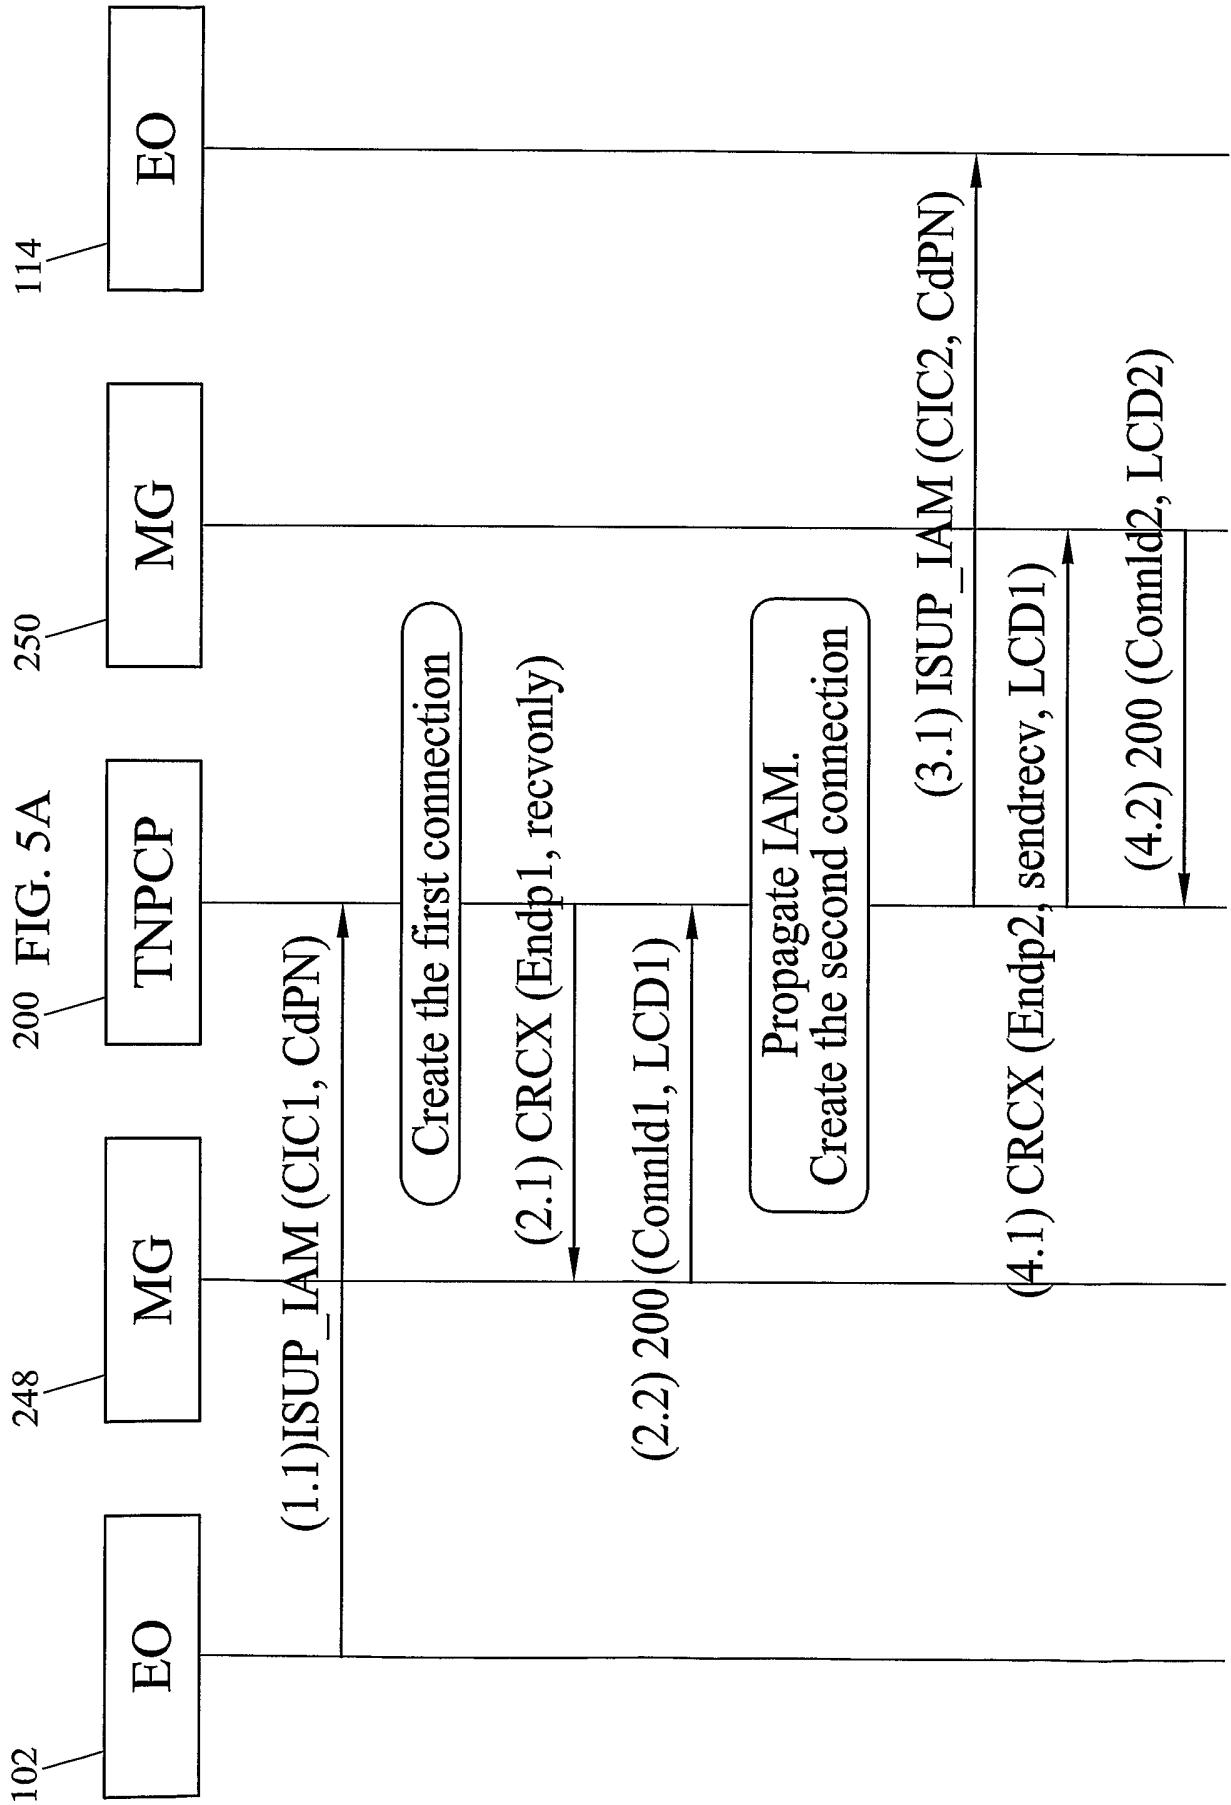 FIG. 5A
102
248
200
250
114
EO
MG
TNPCP
MG
EO
(1.1)ISUP_IAM (CIC1, CdPN)
Create the first connection
(2.1) CRCX (Endp1, recvonly)
(2.2) 200 (Connld1, LCD1)
Propagate IAM.
Create the second connection
(3.1) ISUP_IAM (CIC2, CdPN)
(4.1) CRCX (Endp2, sendrecv, LCD1)
(4.2) 200 (Connld2, LCD2)